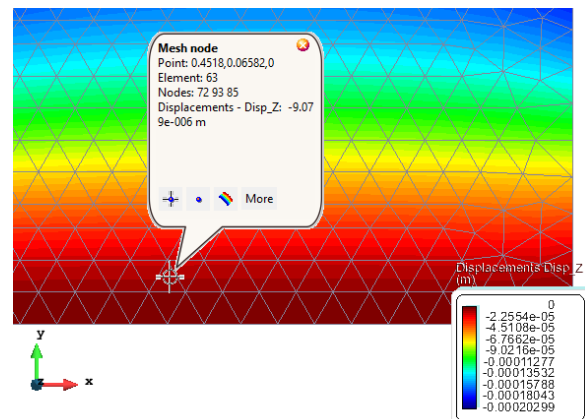 Mesh node
Point: 0.4518,0.06582,0
Element: 63
Nodes: 72 93 85
Displacements - Disp_Z:  -9.07
9e-006 m
More
Displacements Disp_Z
(m)
0
-2.2554e-05
-4.5108e-05
-6.7662e-05
-9.0216e-05
-0.00011277
-0.00013532
-0.00015788
-0.00018043
-0.00020299
y
z
x